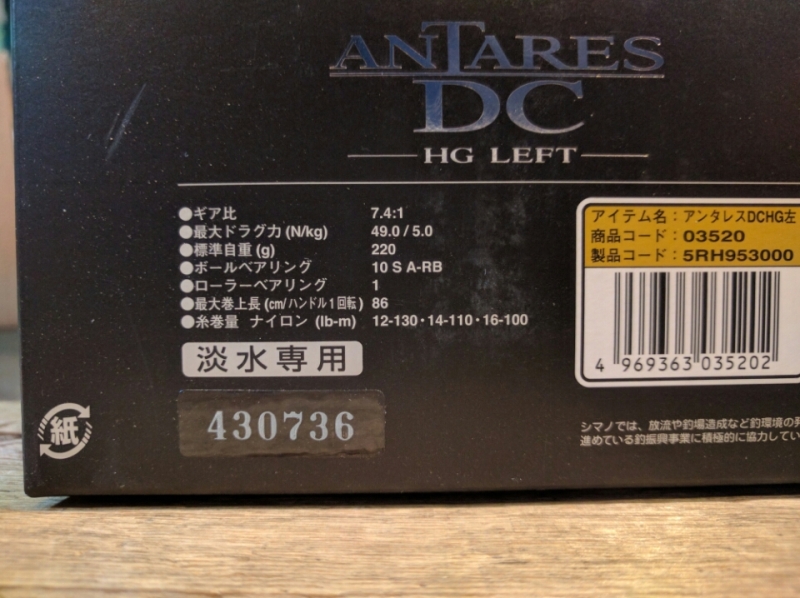 ANTARES
DC
HG LEFT
●ギア比 7.4:1
●最大ドラグ力 (N/kg) 49.0 / 5.0
●標準自重 (g) 220
●ボールベアリング 10 S A-RB
●ローラーベアリング 1
●最大巻上長 (cm/ハンドル1回転) 86
●糸巻量 ナイロン (lb-m) 12-130・14-110・16-100
淡水専用
430736
紙
アイテム名：アンタレスDCHG左
商品コード：03520
製品コード：5RH953000
4 969363 035202
シマノでは、放流や釣場造成など釣環境の
進めている釣振興事業に積極的に協力してい